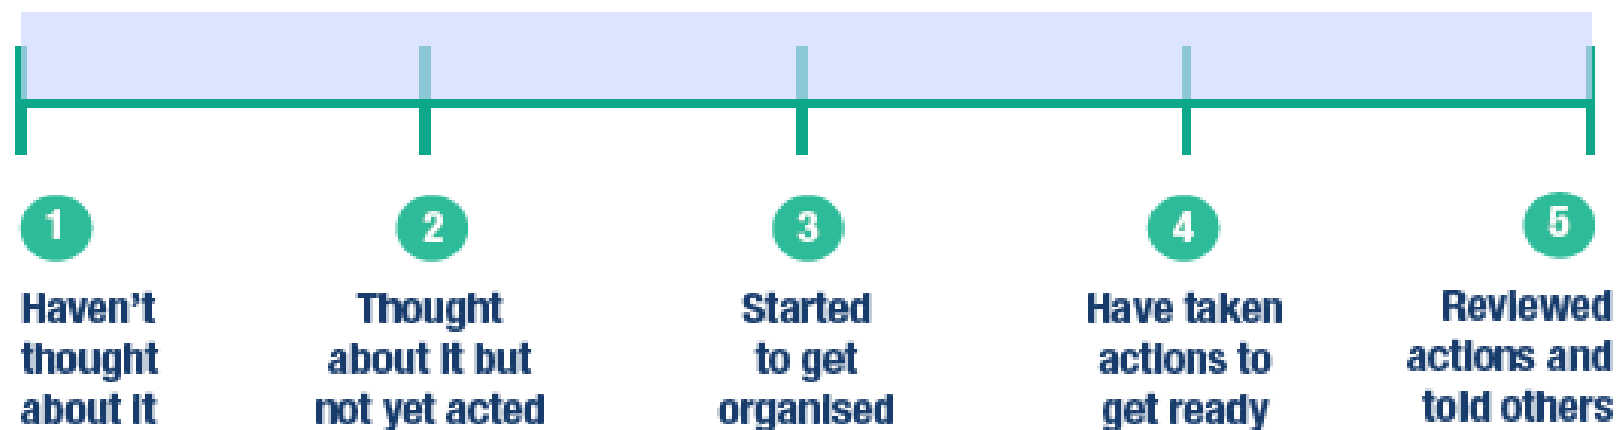 1
Haven't
thought
about it
2
Thought
about it but
not yet acted
3
Started
to get
organised
4
Have taken
actions to
get ready
5
Reviewed
actions and
told others